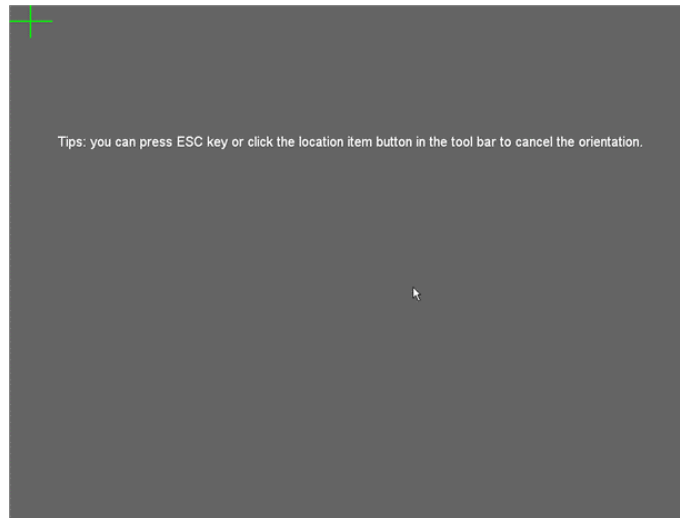 Tips: you can press ESC key or click the location item button in the tool bar to cancel the orientation.